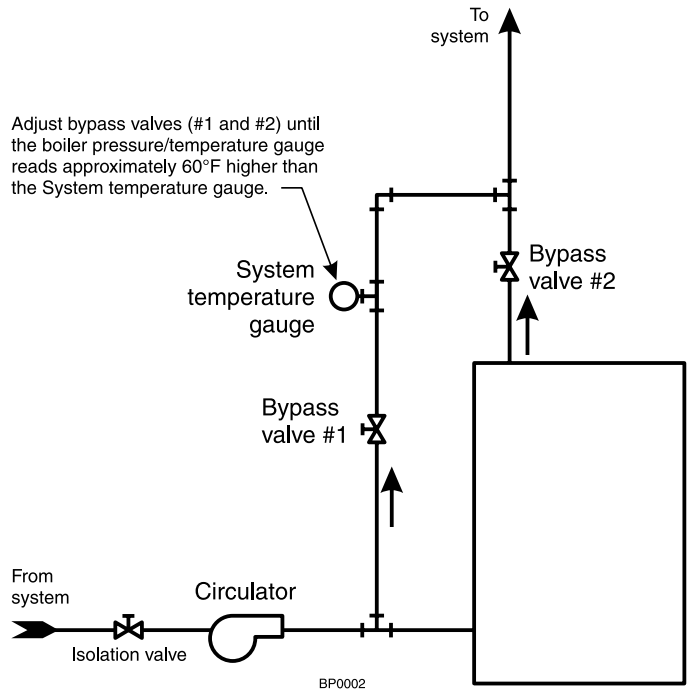 To
system
Adjust bypass valves (#1 and #2) until
the boiler pressure/temperature gauge
reads approximately 60°F higher than
the System temperature gauge.
System
temperature
gauge
Bypass
valve #2
Bypass
valve #1
From
system
Circulator
Isolation valve
BP0002